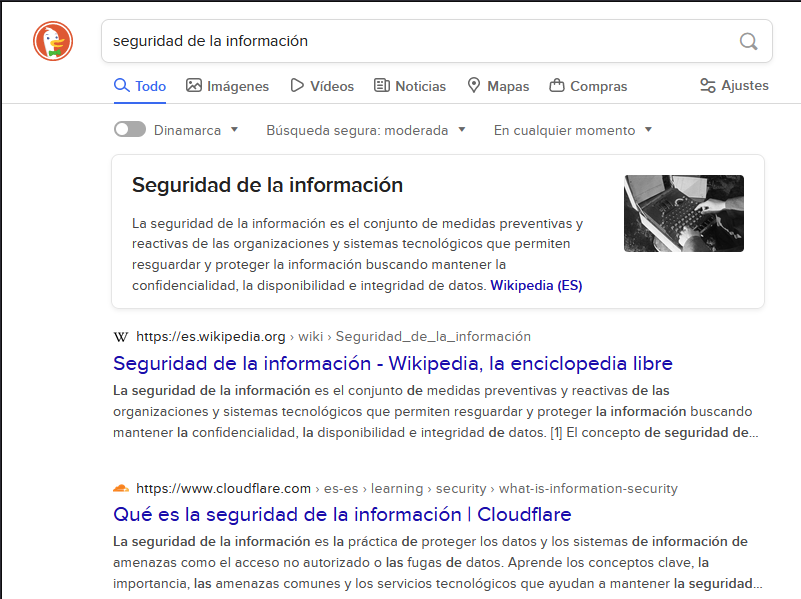 seguridad de la información
Todo Imágenes Vídeos Noticias Mapas Compras Ajustes
Dinamarca Búsqueda segura: moderada En cualquier momento
Seguridad de la información
La seguridad de la información es el conjunto de medidas preventivas y
reactivas de las organizaciones y sistemas tecnológicos que permiten
resguardar y proteger la información buscando mantener la
confidencialidad, la disponibilidad e integridad de datos. Wikipedia (ES)
W https://es.wikipedia.org › wiki › Seguridad_de_la_información
Seguridad de la información - Wikipedia, la enciclopedia libre
La seguridad de la información es el conjunto de medidas preventivas y reactivas de las
organizaciones y sistemas tecnológicos que permiten resguardar y proteger la información buscando
mantener la confidencialidad, la disponibilidad e integridad de datos. [1] El concepto de seguridad de...
https://www.cloudflare.com › es-es › learning › security › what-is-information-security
Qué es la seguridad de la información | Cloudflare
La seguridad de la información es la práctica de proteger los datos y los sistemas de información de
amenazas como el acceso no autorizado o las fugas de datos. Aprende los conceptos clave, la
importancia, las amenazas comunes y los servicios tecnológicos que ayudan a mantener la seguridad...